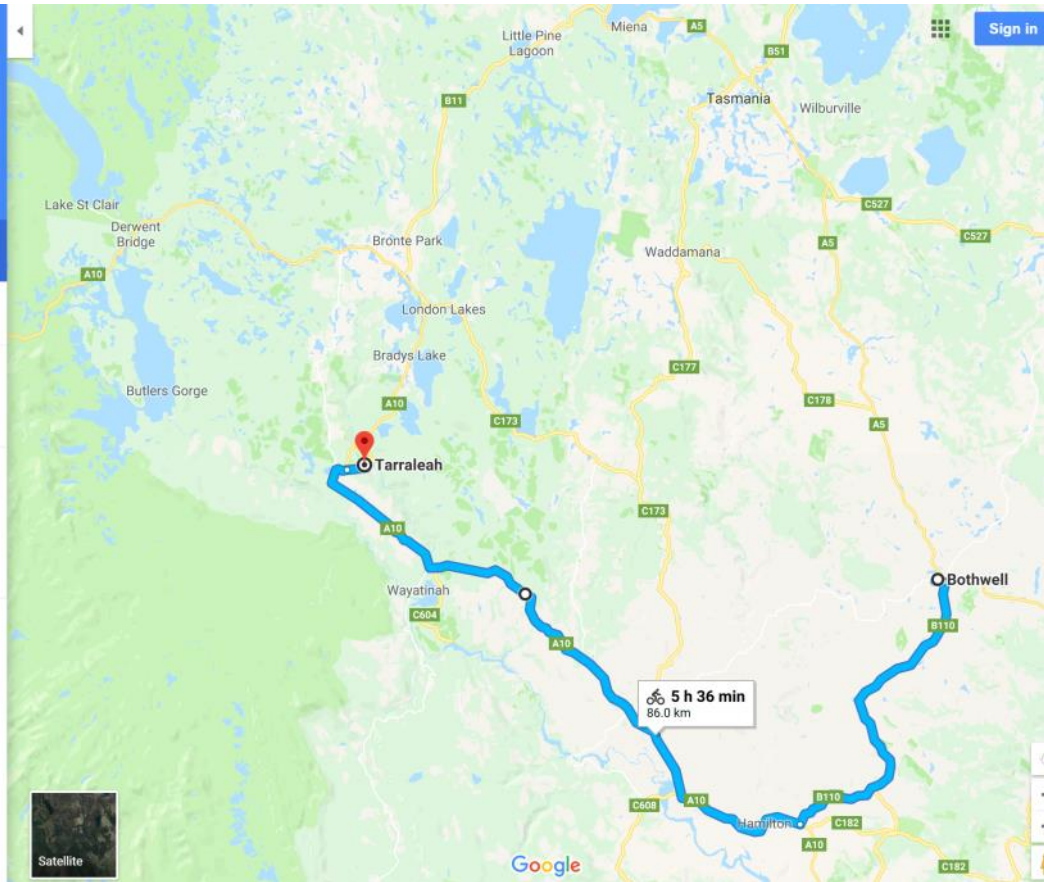 Little Pine
Lagoon
Miena
A5
Sign in
B51
B11
Tasmania
Wilburville
Lake St Clair
C527
Derwent
Bridge
Bronte Park
A5
C527
Waddamana
A10
London Lakes
Bradys Lake
C177
Butlers Gorge
A10
C178
C173
A5
Tarraleah
C173
A10
Bothwell
Wayatinah
C604
B110
A10
5 h 36 min
86.0 km
C608
A10
B110
Hamilton
C182
A10
Satellite
Google
C182